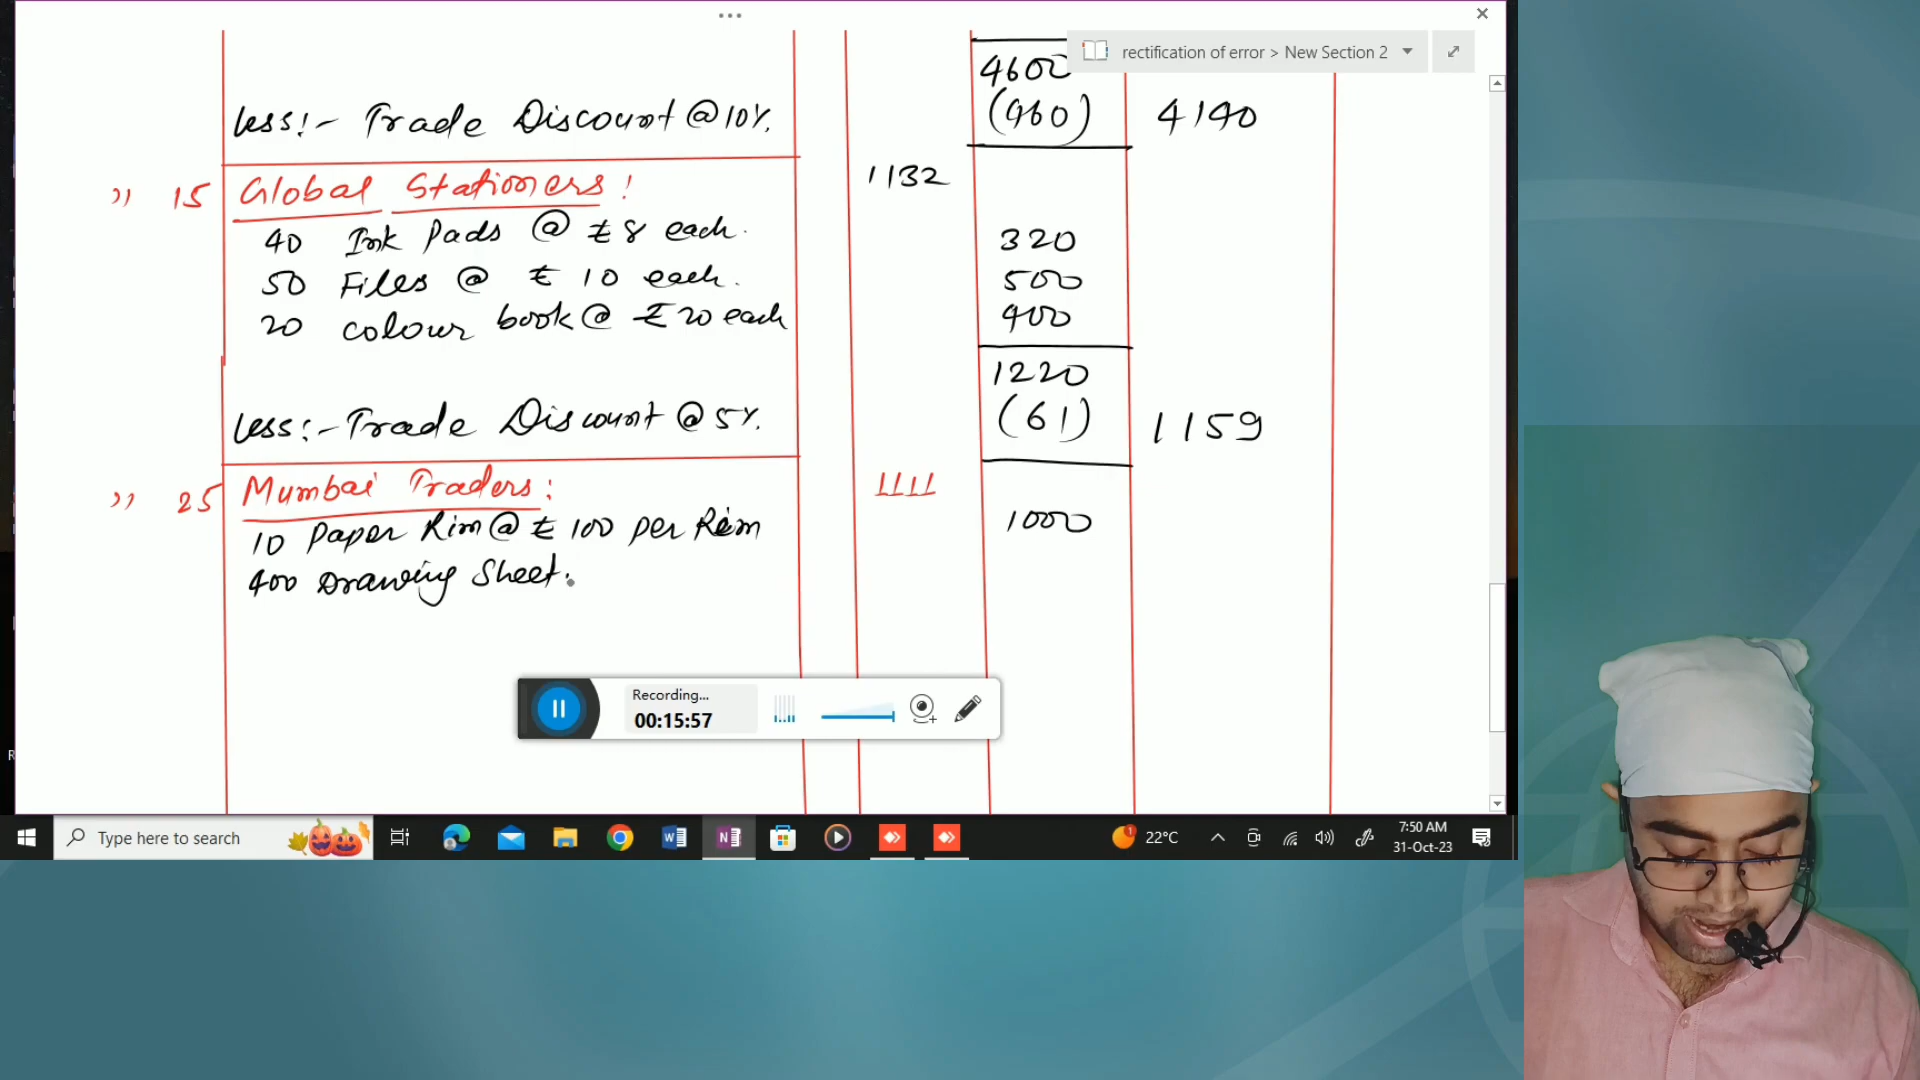 rectification of error > New Section 2
4600
Less:- Trade Discount @ 10%. (460) 4140
" 15 Global Stationers: 1132
40 Ink Pads @ ₹ 8 each. 320
50 Files @ ₹ 10 each. 500
20 colour book @ ₹ 20 each 400
1220
Less:- Trade Discount @ 5%. (61) 1159
" 25 Mumbai Traders: 1111
10 Paper Rim @ ₹ 100 per Rim 1000
400 Drawing Sheet.
Recording...
00:15:57
Type here to search
22°C
7:50 AM
31-Oct-23